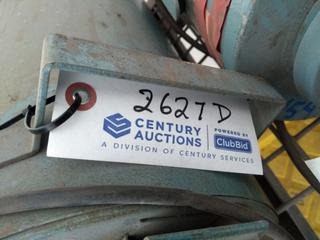 2627D
CENTURY
AUCTIONS
POWERED BY
ClubBid
A DIVISION OF CENTURY SERVICES